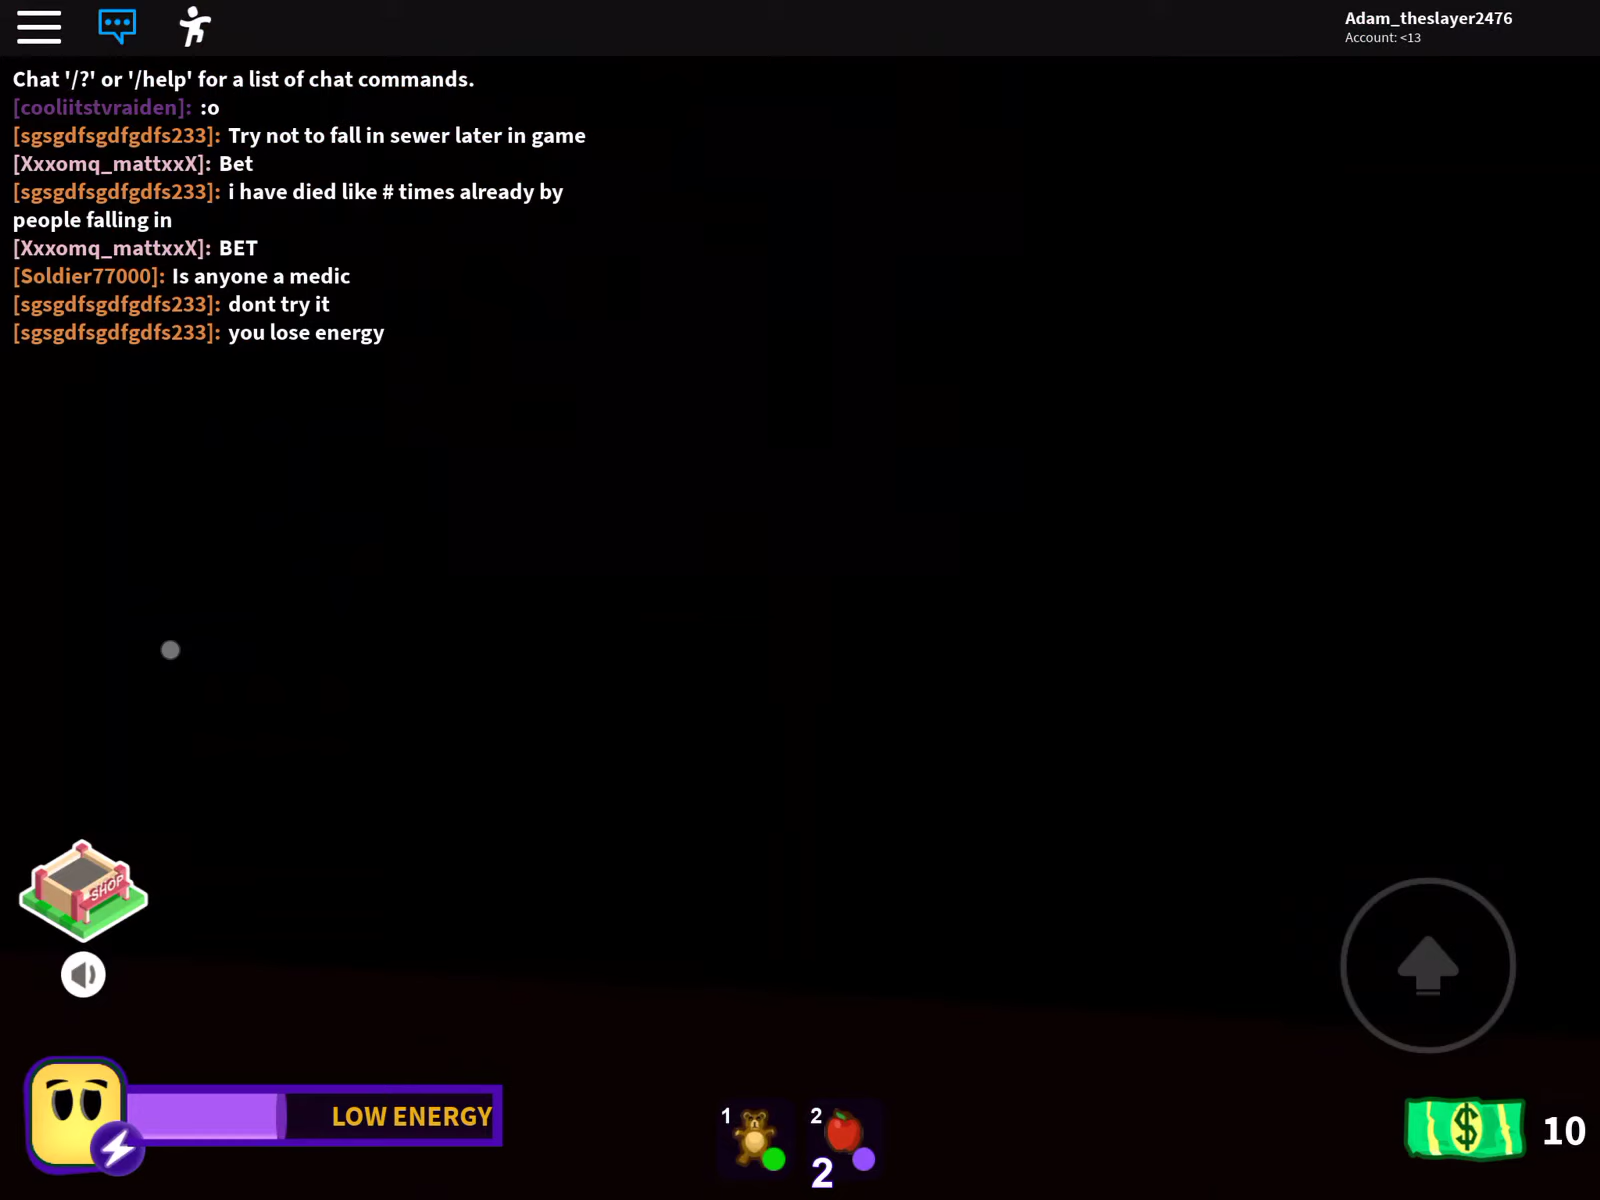 Adam_theslayer2476
Account: <13
Chat '/?' or '/help' for a list of chat commands.
[cooliitstvraiden]: :o
[sgsgdfsgdfgdfs233]: Try not to fall in sewer later in game
[Xxxomq_mattxxX]: Bet
[sgsgdfsgdfgdfs233]: i have died like # times already by
people falling in
[Xxxomq_mattxxX]: BET
[Soldier77000]: Is anyone a medic
[sgsgdfsgdfgdfs233]: dont try it
[sgsgdfsgdfgdfs233]: you lose energy
SHOP
LOW ENERGY
1
2
2
$
10